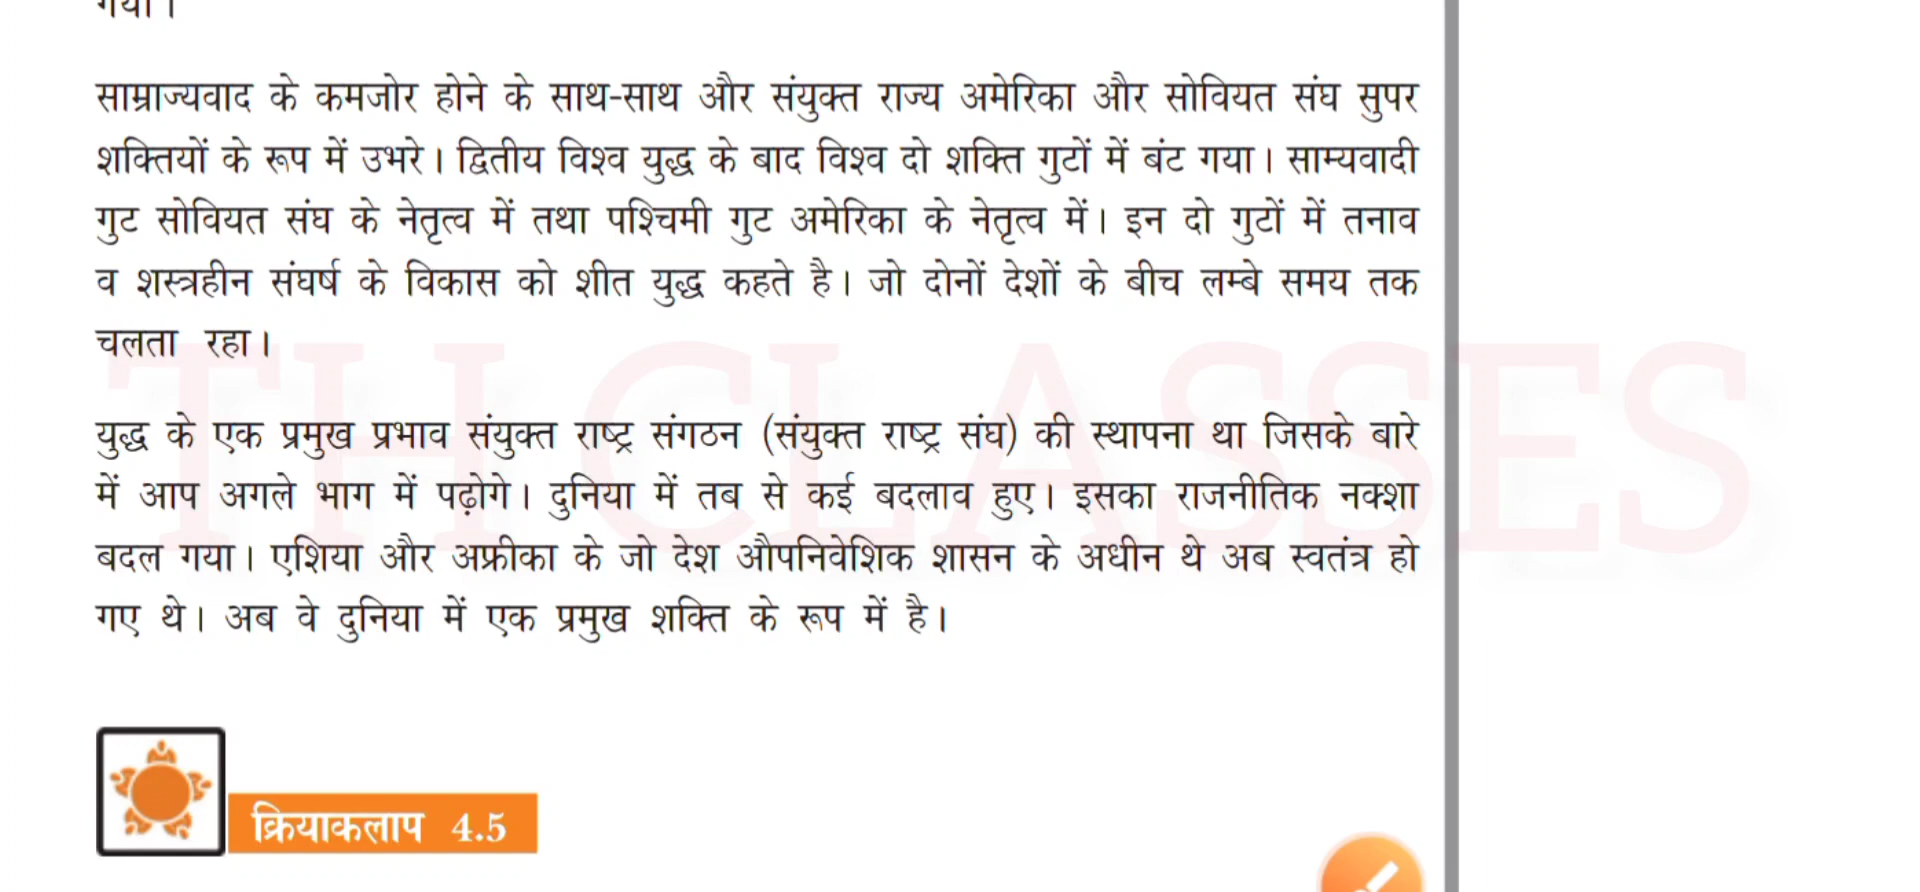 गया।
साम्राज्यवाद के कमजोर होने के साथ-साथ और संयुक्त राज्य अमेरिका और सोवियत संघ सुपर
शक्तियों के रूप में उभरे। द्वितीय विश्व युद्ध के बाद विश्व दो शक्ति गुटों में बंट गया। साम्यवादी
गुट सोवियत संघ के नेतृत्व में तथा पश्चिमी गुट अमेरिका के नेतृत्व में। इन दो गुटों में तनाव
व शस्त्रहीन संघर्ष के विकास को शीत युद्ध कहते है। जो दोनों देशों के बीच लम्बे समय तक
चलता रहा।
TH CLASSES
युद्ध के एक प्रमुख प्रभाव संयुक्त राष्ट्र संगठन (संयुक्त राष्ट्र संघ) की स्थापना था जिसके बारे
में आप अगले भाग में पढ़ोगे। दुनिया में तब से कई बदलाव हुए। इसका राजनीतिक नक्शा
बदल गया। एशिया और अफ्रीका के जो देश औपनिवेशिक शासन के अधीन थे अब स्वतंत्र हो
गए थे। अब वे दुनिया में एक प्रमुख शक्ति के रूप में है।
क्रियाकलाप 4.5